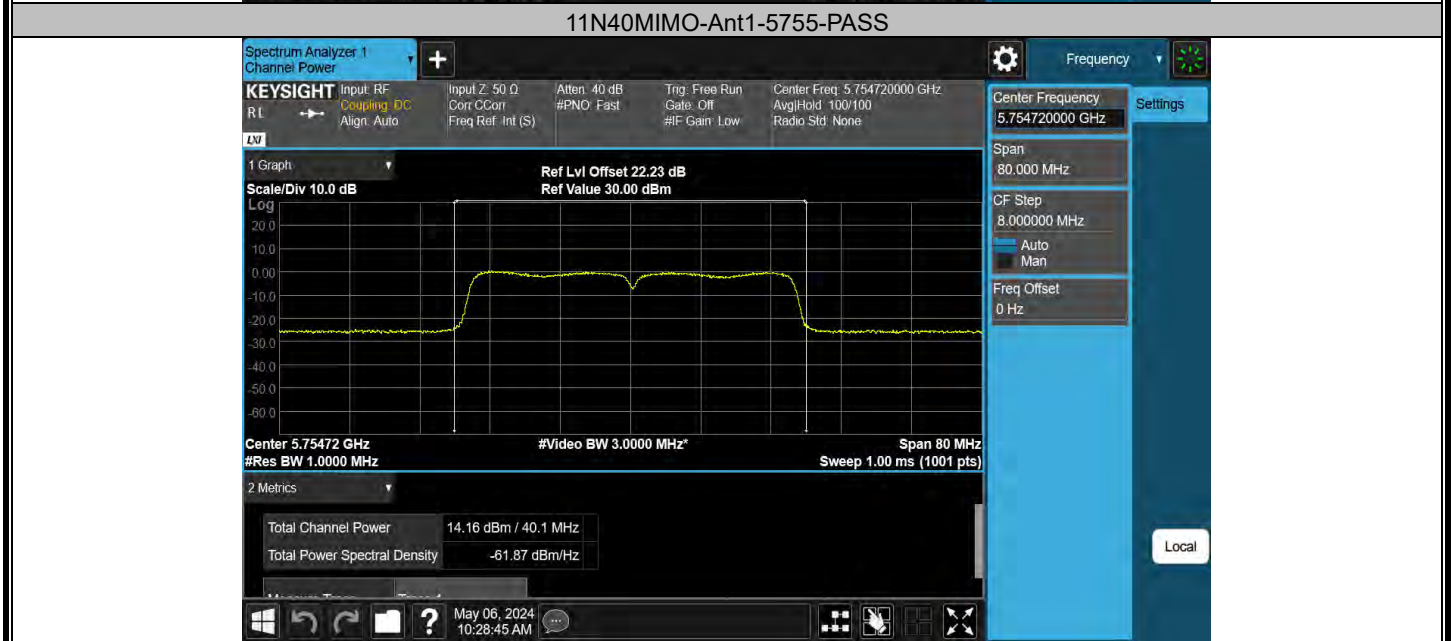 11N40MIMO-Ant1-5755-PASS
Spectrum Analyzer 1
Channel Power
+
Frequency
KEYSIGHT
RL
LXI
Input: RF
Coupling: DC
Align: Auto
Input Z: 50 Ω
Corr CCorr
Freq Ref: Int (S)
Atten: 40 dB
#PNO: Fast
Trig: Free Run
Gate: Off
#IF Gain: Low
Center Freq: 5.754720000 GHz
Avg|Hold: 100/100
Radio Std: None
Center Frequency
5.754720000 GHz
Settings
Span
80.000 MHz
CF Step
8.000000 MHz
Auto
Man
Freq Offset
0 Hz
1 Graph
Scale/Div 10.0 dB
Ref Lvl Offset 22.23 dB
Ref Value 30.00 dBm
Log
20.0
10.0
0.00
-10.0
-20.0
-30.0
-40.0
-50.0
-60.0
Center 5.75472 GHz
#Video BW 3.0000 MHz*
Span 80 MHz
#Res BW 1.0000 MHz
Sweep 1.00 ms (1001 pts)
2 Metrics
Total Channel Power 14.16 dBm / 40.1 MHz
Total Power Spectral Density -61.87 dBm/Hz
Local
?
May 06, 2024
10:28:45 AM